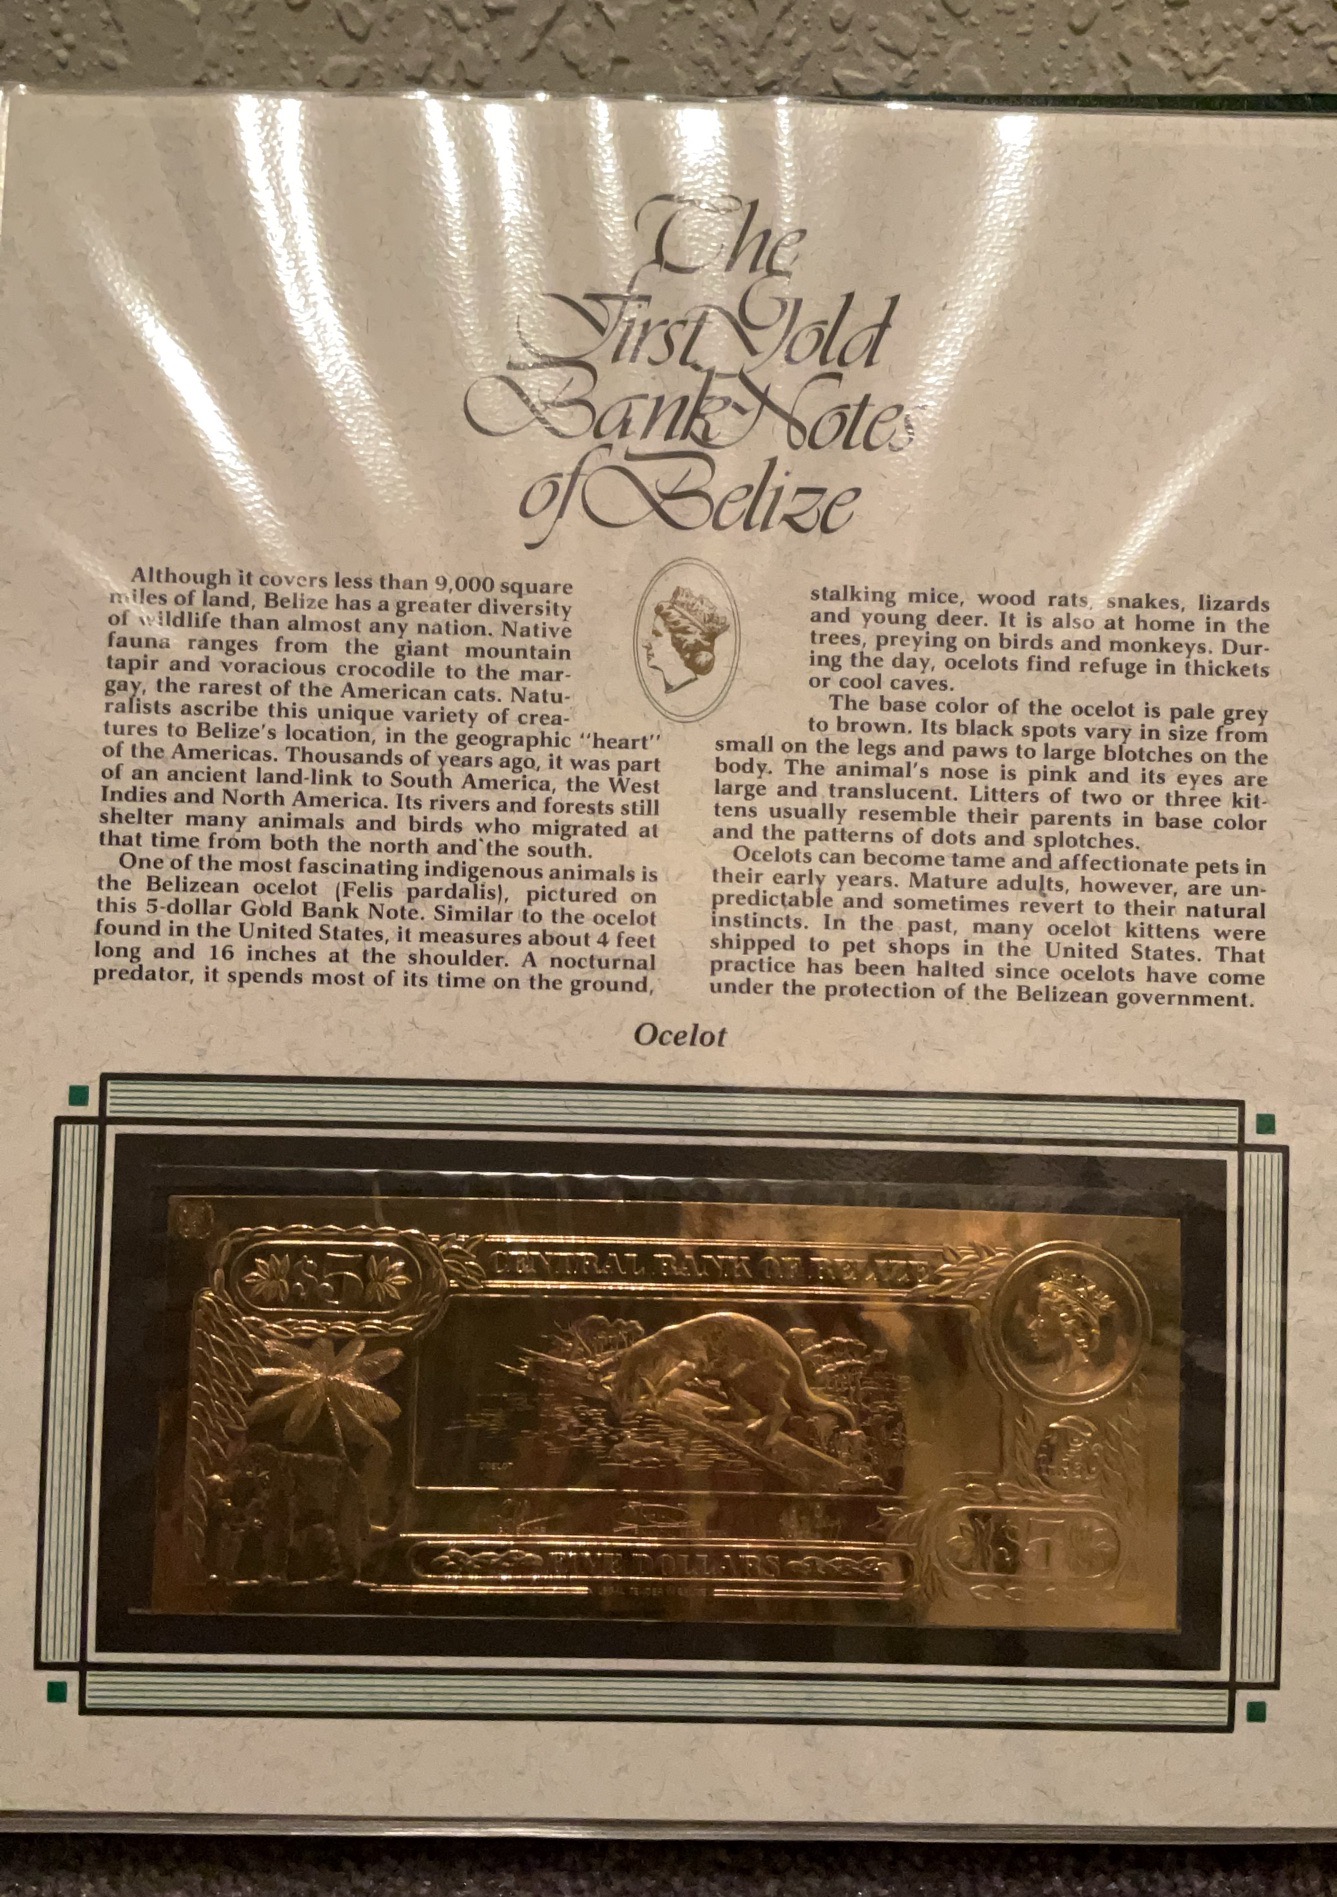 The
First Gold
Bank Notes
of Belize
Although it covers less than 9,000 square
miles of land, Belize has a greater diversity
of wildlife than almost any nation. Native
fauna ranges from the giant mountain
tapir and voracious crocodile to the mar-
gay, the rarest of the American cats. Natu-
ralists ascribe this unique variety of crea-
tures to Belize's location, in the geographic "heart"
of the Americas. Thousands of years ago, it was part
of an ancient land-link to South America, the West
Indies and North America. Its rivers and forests still
shelter many animals and birds who migrated at
that time from both the north and the south.
One of the most fascinating indigenous animals is
the Belizean ocelot (Felis pardalis), pictured on
this 5-dollar Gold Bank Note. Similar to the ocelot
found in the United States, it measures about 4 feet
long and 16 inches at the shoulder. A nocturnal
predator, it spends most of its time on the ground,
stalking mice, wood rats, snakes, lizards
and young deer. It is also at home in the
trees, preying on birds and monkeys. Dur-
ing the day, ocelots find refuge in thickets
or cool caves.
The base color of the ocelot is pale grey
to brown. Its black spots vary in size from
small on the legs and paws to large blotches on the
body. The animal's nose is pink and its eyes are
large and translucent. Litters of two or three kit-
tens usually resemble their parents in base color
and the patterns of dots and splotches.
Ocelots can become tame and affectionate pets in
their early years. Mature adults, however, are un-
predictable and sometimes revert to their natural
instincts. In the past, many ocelot kittens were
shipped to pet shops in the United States. That
practice has been halted since ocelots have come
under the protection of the Belizean government.
Ocelot
$5
CENTRAL BANK OF BELIZE
OCELOT
FIVE DOLLARS
$5